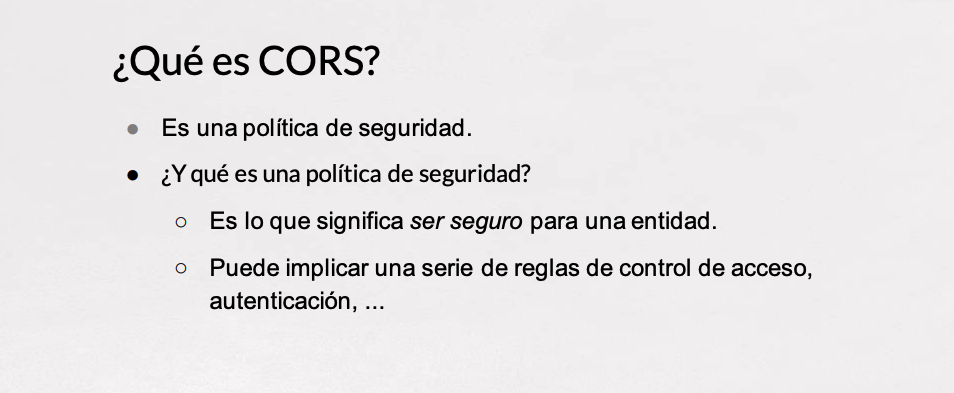 ¿Qué es CORS?
● Es una política de seguridad.
● ¿Y qué es una política de seguridad?
○ Es lo que significa ser seguro para una entidad.
○ Puede implicar una serie de reglas de control de acceso,
autenticación, ...